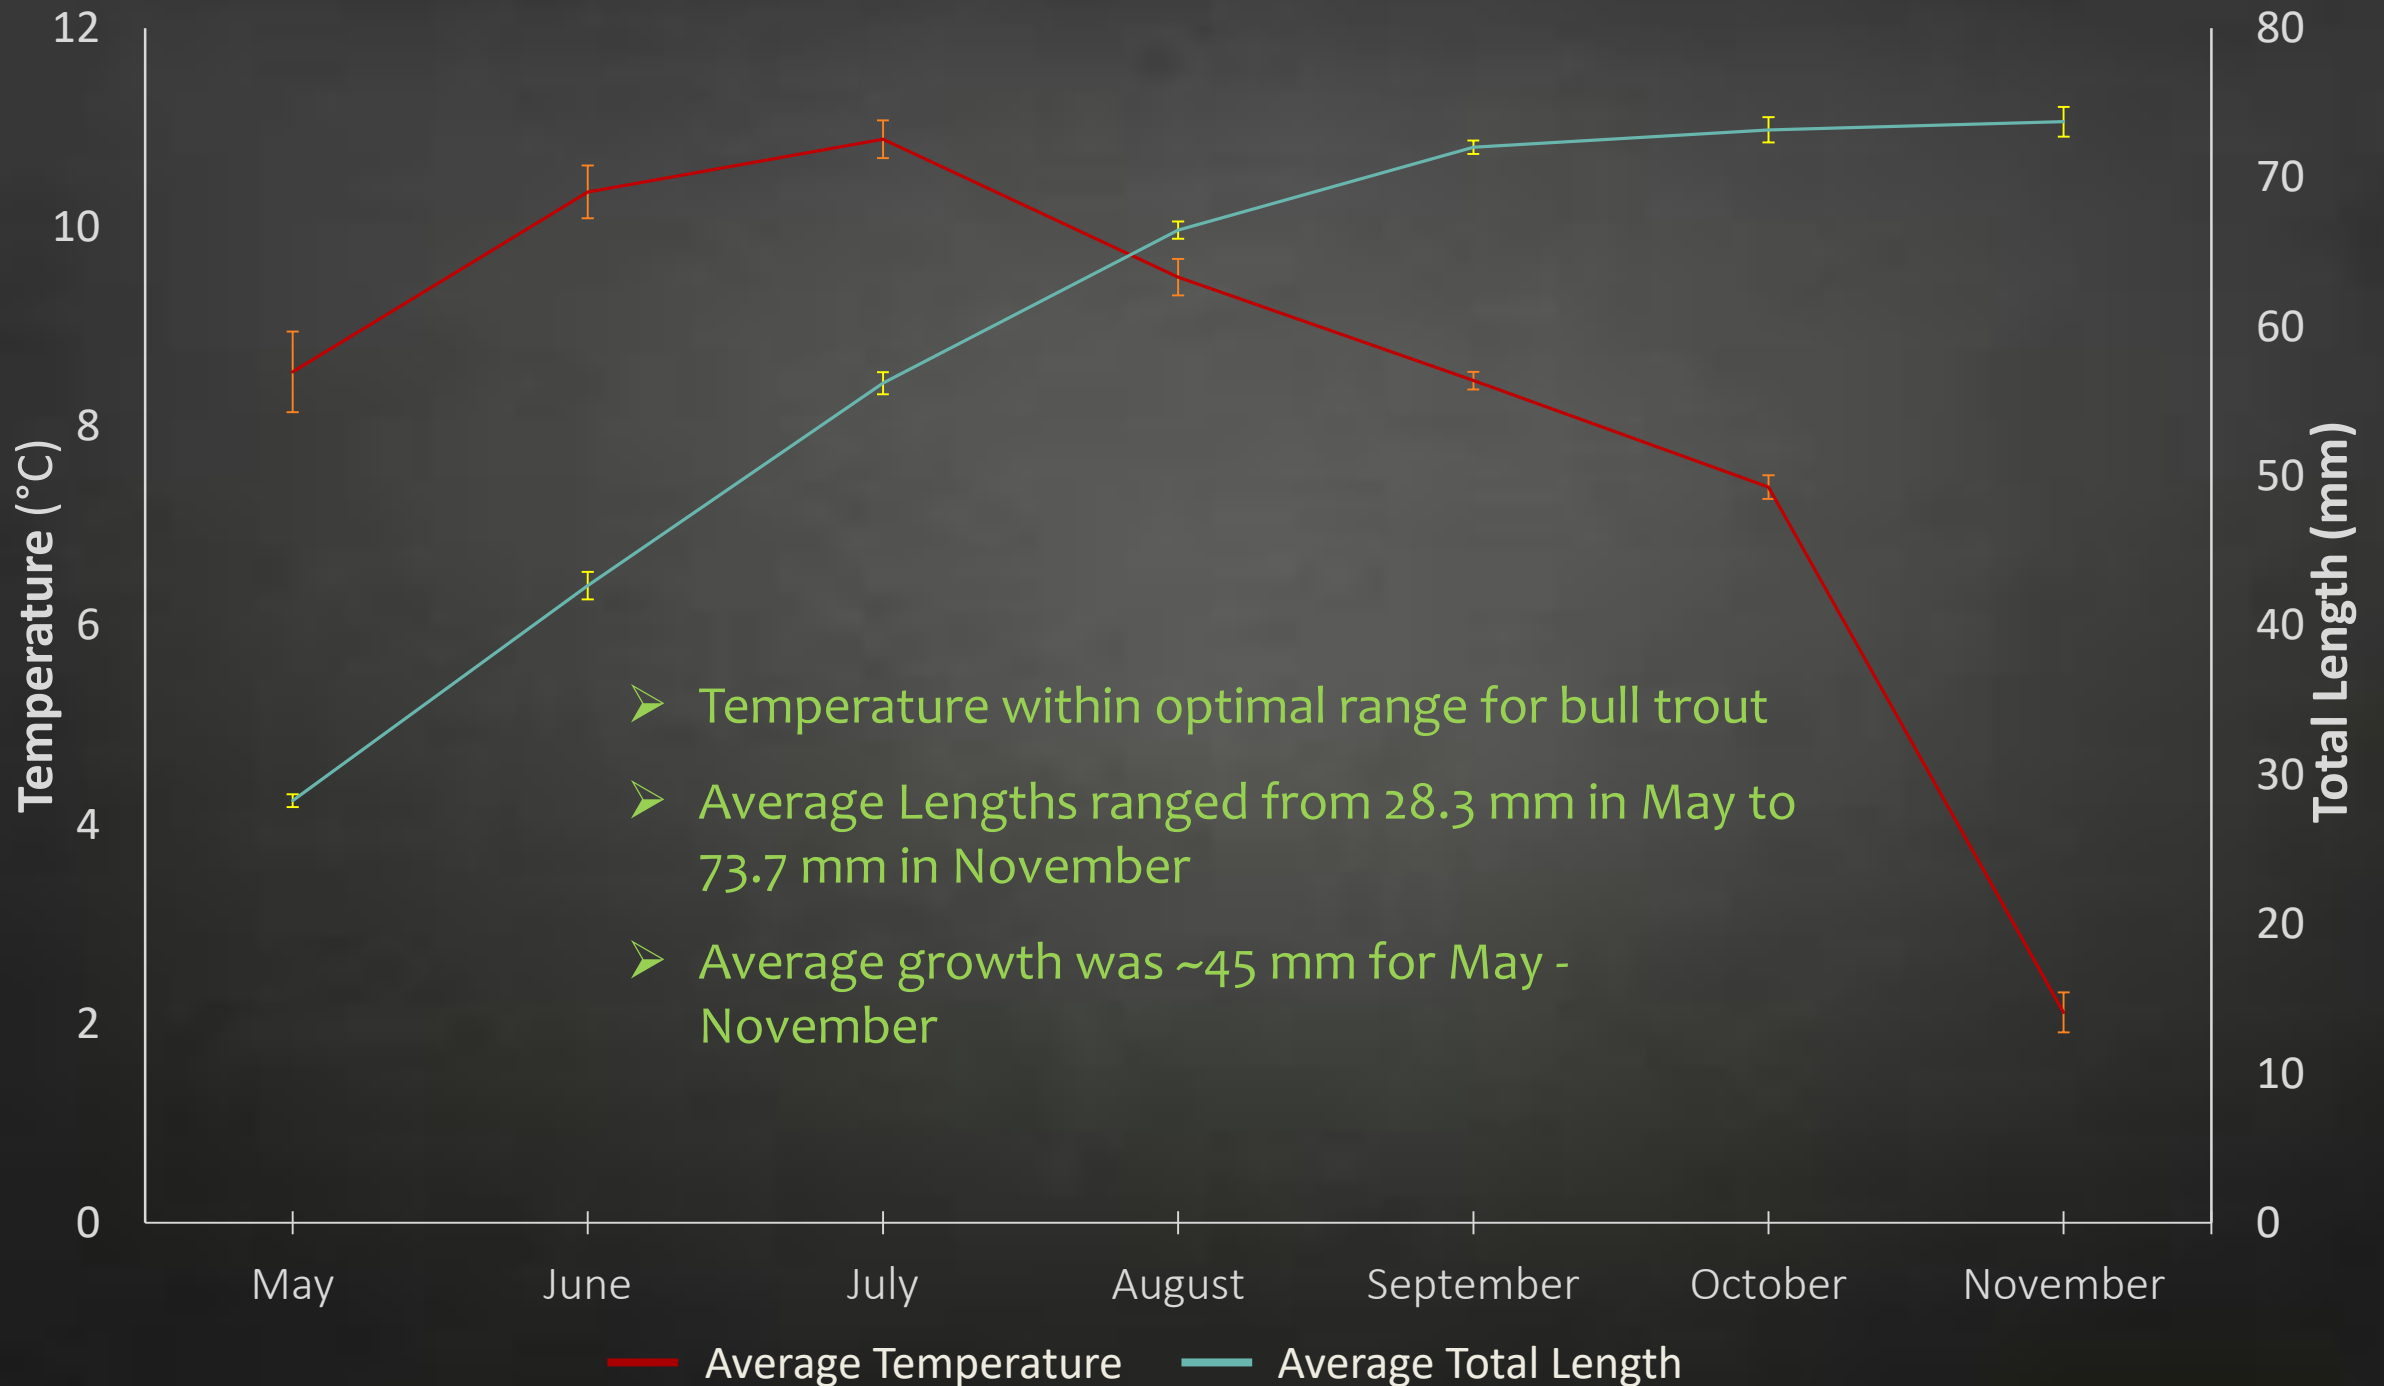 12
10
8
6
4
2
0
Temperature (°C)
80
70
60
50
40
30
20
10
0
Total Length (mm)
➢ Temperature within optimal range for bull trout
➢ Average Lengths ranged from 28.3 mm in May to
73.7 mm in November
➢ Average growth was ~45 mm for May -
November
May June July August September October November
Average Temperature Average Total Length